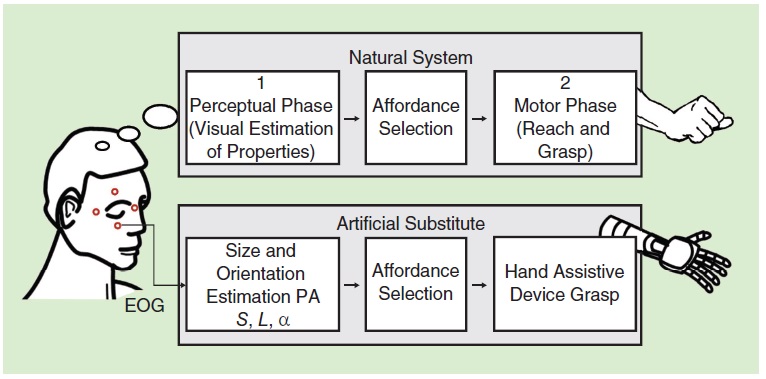 Natural System
1
Perceptual Phase
(Visual Estimation
of Properties)
Affordance
Selection
2
Motor Phase
(Reach and
Grasp)
Artificial Substitute
Size and
Orientation
Estimation PA
S, L, α
Affordance
Selection
Hand Assistive
Device Grasp
EOG